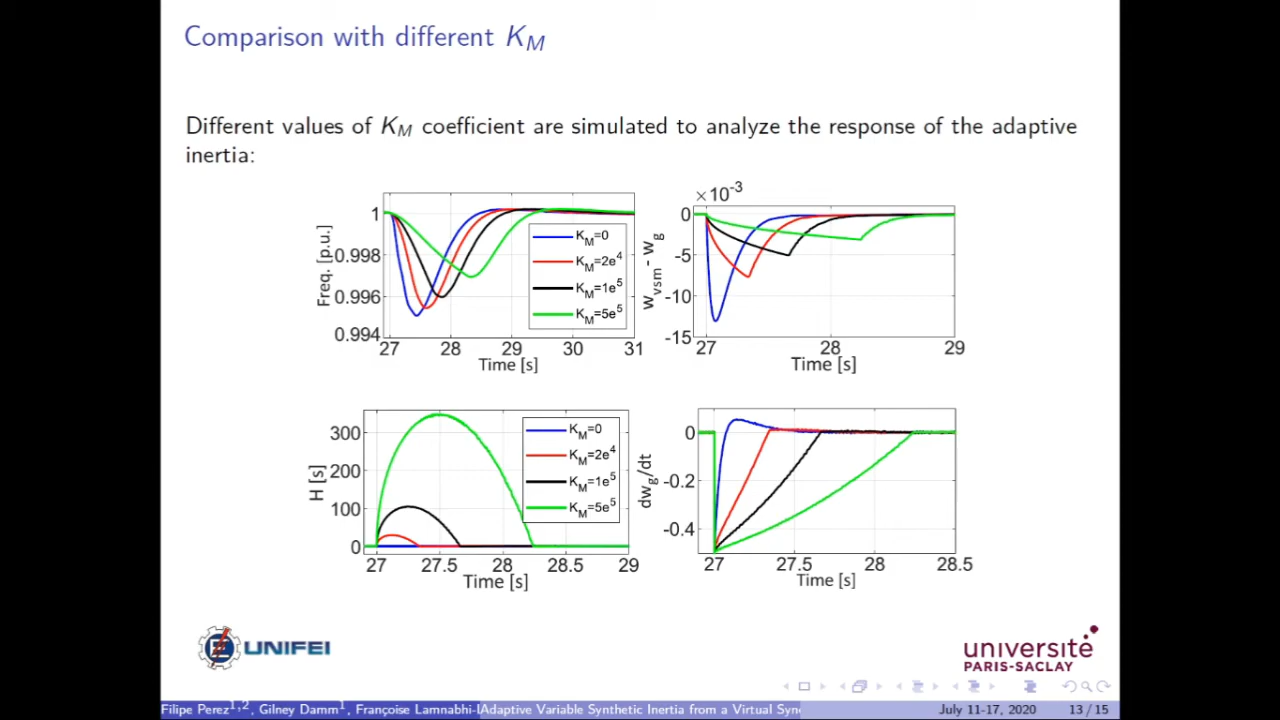 Comparison with different K_M
Different values of K_M coefficient are simulated to analyze the response of the adaptive
inertia:
Freq. [p.u.]
1
0.998
0.996
0.994
27 28 29 30 31
Time [s]
K_M=0
K_M=2e^4
K_M=1e^5
K_M=5e^5
×10^-3
w_vsm - w_g
0
-5
-10
-15
27 28 29
Time [s]
H [s]
300
200
100
0
27 27.5 28 28.5 29
Time [s]
K_M=0
K_M=2e^4
K_M=1e^5
K_M=5e^5
dw_g/dt
0
-0.2
-0.4
27 27.5 28 28.5
Time [s]
UNIFEI
université
PARIS-SACLAY
Filipe Perez^1,2, Gilney Damm^1, Françoise Lamnabhi-L Adaptive Variable Synthetic Inertia from a Virtual Syn July 11-17, 2020 13 / 15